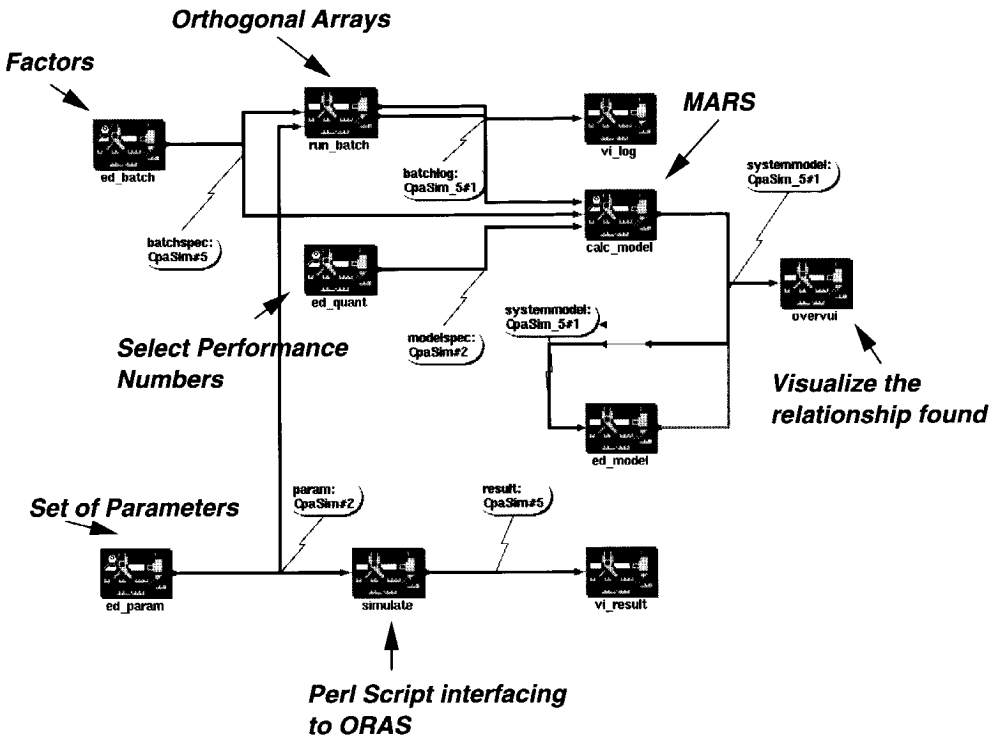 Orthogonal Arrays
Factors
MARS
run_batch
vi_log
ed_batch
batchlog:
CpaSim_5#1
systemmodel:
CpaSim_5#1
batchspec:
CpaSim#5
calc_model
ed_quant
systemmodel:
CpaSim_5#1
overvui
modelspec:
CpaSim#2
Select Performance
Numbers
Visualize the
relationship found
ed_model
param:
CpaSim#2
result:
CpaSim#5
Set of Parameters
ed_param
simulate
vi_result
Perl Script interfacing
to ORAS